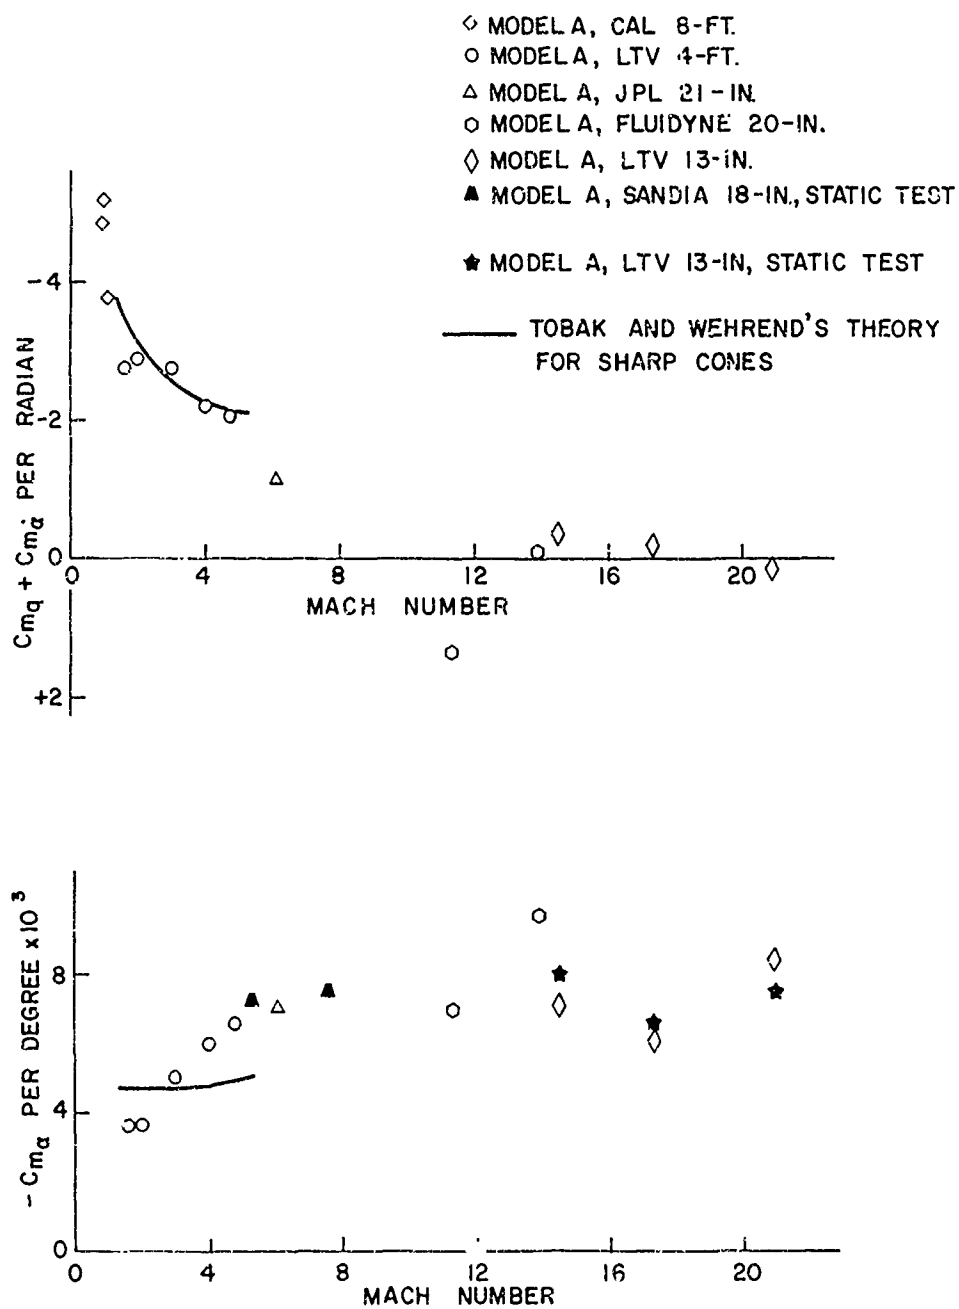 MODEL A, CAL 8-FT.
MODEL A, LTV 4-FT.
MODEL A, JPL 21-IN.
MODEL A, FLUIDYNE 20-IN.
MODEL A, LTV 13-IN.
MODEL A, SANDIA 18-IN., STATIC TEST
MODEL A, LTV 13-IN, STATIC TEST
TOBAK AND WEHREND'S THEORY
FOR SHARP CONES
Cmq + Cmα̇ PER RADIAN
-4
-2
0
+2
0 4 8 12 16 20
MACH NUMBER
-Cmα PER DEGREE x10³
8
4
0
0 4 8 12 16 20
MACH NUMBER